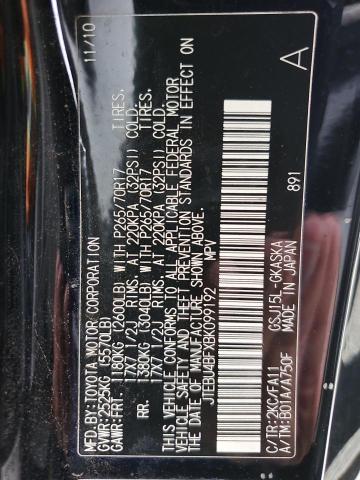 MFD.BY:TOYOTA MOTOR CORPORATION 11/10
GVWR:2525KG (5570LB)
GAWR:FRT. 1180KG (2600LB) WITH P265/70R17 TIRES,
17X7 1/2J RIMS, AT 220KPA (32PSI) COLD.
RR. 1380KG (3040LB) WITH P265/70R17 TIRES,
17X7 1/2J RIMS, AT 220KPA (32PSI) COLD.
THIS VEHICLE CONFORMS TO ALL APPLICABLE FEDERAL MOTOR
VEHICLE SAFETY AND THEFT PREVENTION STANDARDS IN EFFECT ON
THE DATE OF MANUFACTURE SHOWN ABOVE.
JTEBU4BFXBK099192 MPV
A
891
C/TR:2KC/FA11 GSJ15L-GKASKA
A/TM:B01A/A750F MADE IN JAPAN